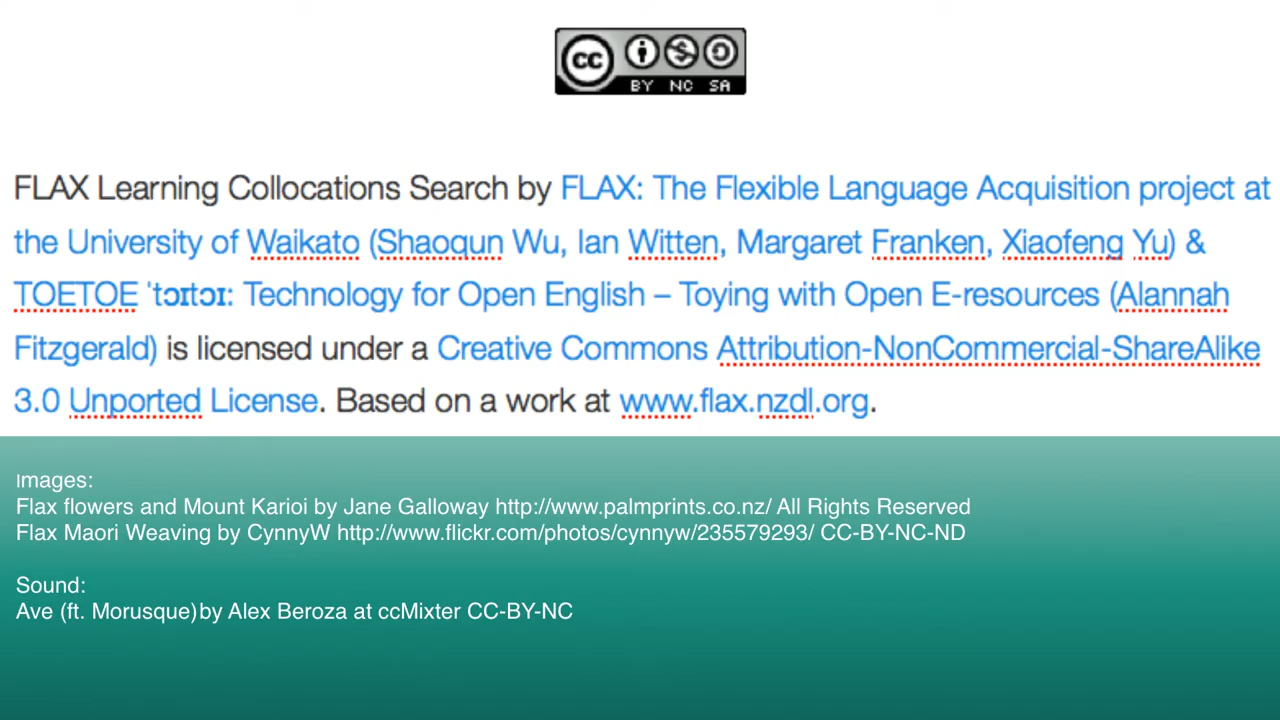 cc
BY NC SA
FLAX Learning Collocations Search by FLAX: The Flexible Language Acquisition project at
the University of Waikato (Shaoqun Wu, Ian Witten, Margaret Franken, Xiaofeng Yu) &
TOETOE ˈtɔɪtɔɪ: Technology for Open English – Toying with Open E-resources (Alannah
Fitzgerald) is licensed under a Creative Commons Attribution-NonCommercial-ShareAlike
3.0 Unported License. Based on a work at www.flax.nzdl.org.
Images:
Flax flowers and Mount Karioi by Jane Galloway http://www.palmprints.co.nz/ All Rights Reserved
Flax Maori Weaving by CynnyW http://www.flickr.com/photos/cynnyw/235579293/ CC-BY-NC-ND
Sound:
Ave (ft. Morusque)by Alex Beroza at ccMixter CC-BY-NC